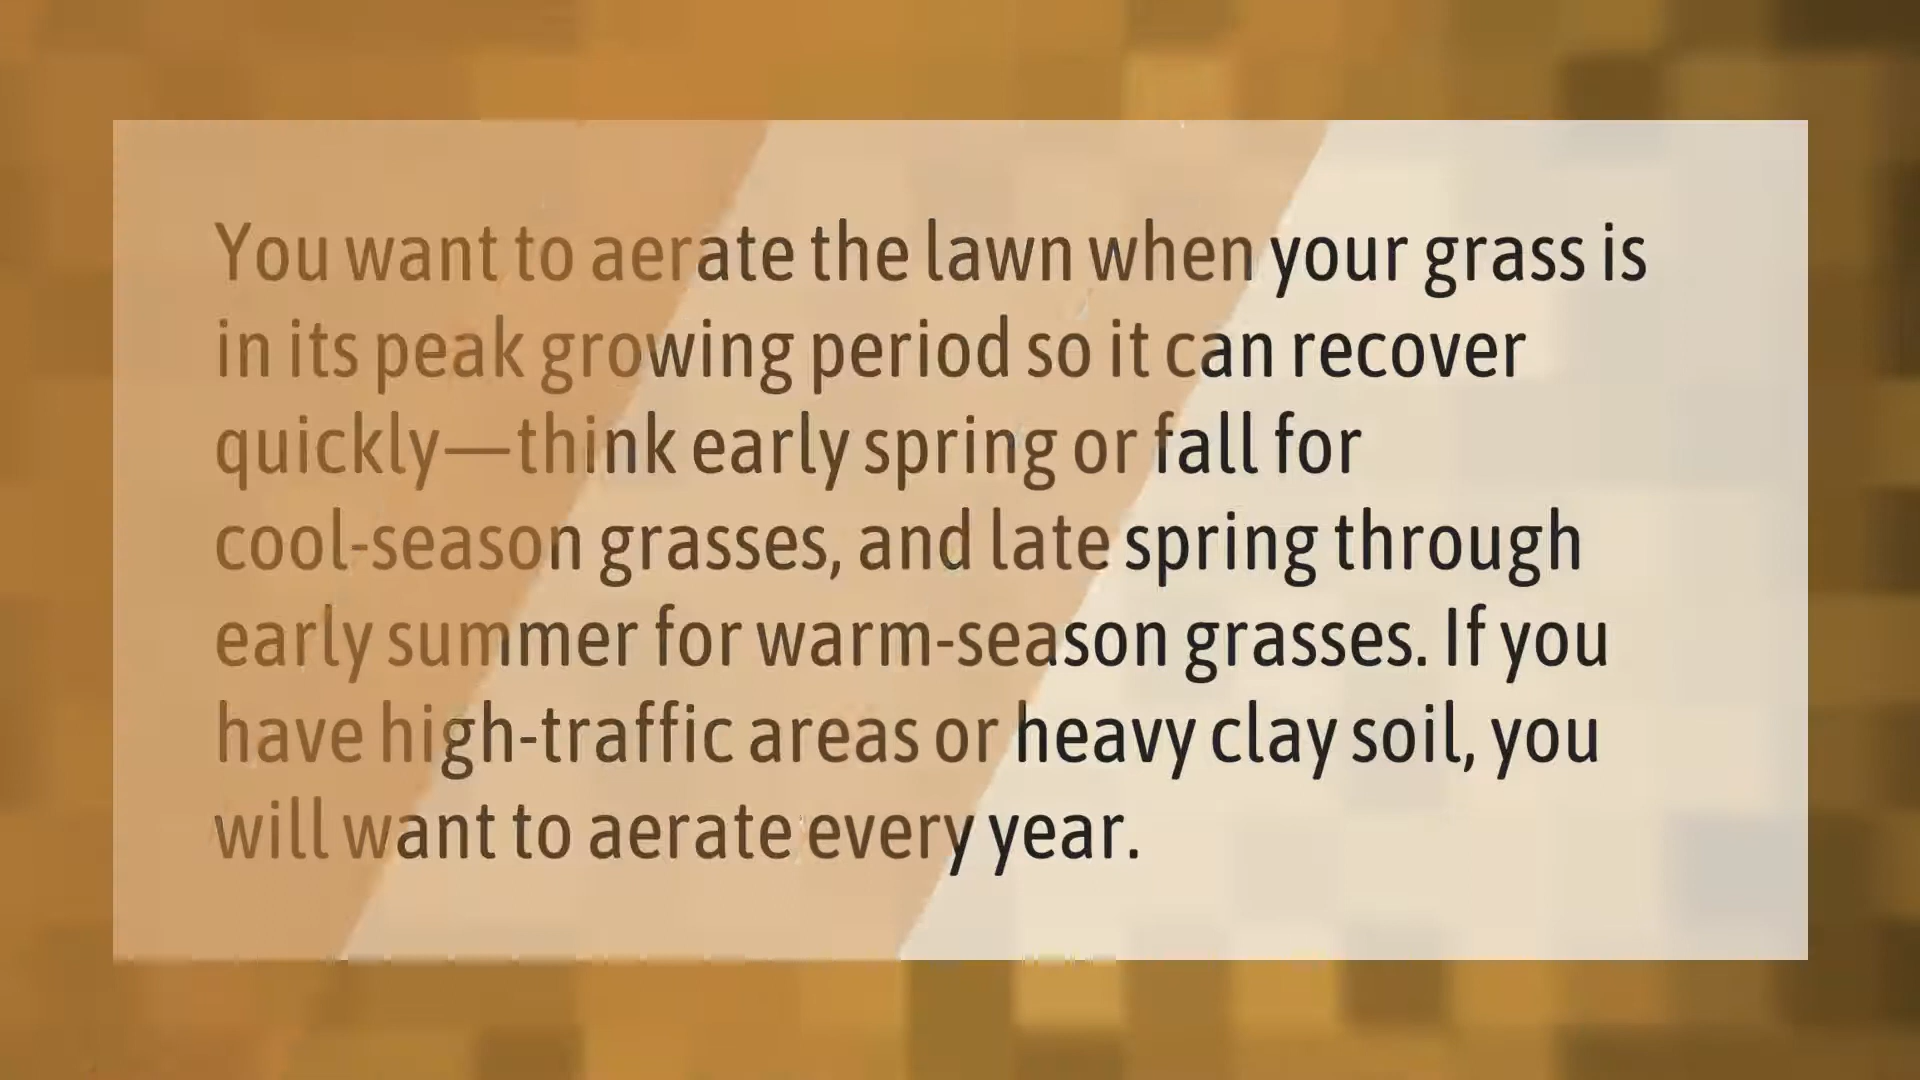 You want to aerate the lawn when your grass is
in its peak growing period so it can recover
quickly—think early spring or fall for
cool-season grasses, and late spring through
early summer for warm-season grasses. If you
have high-traffic areas or heavy clay soil, you
will want to aerate every year.